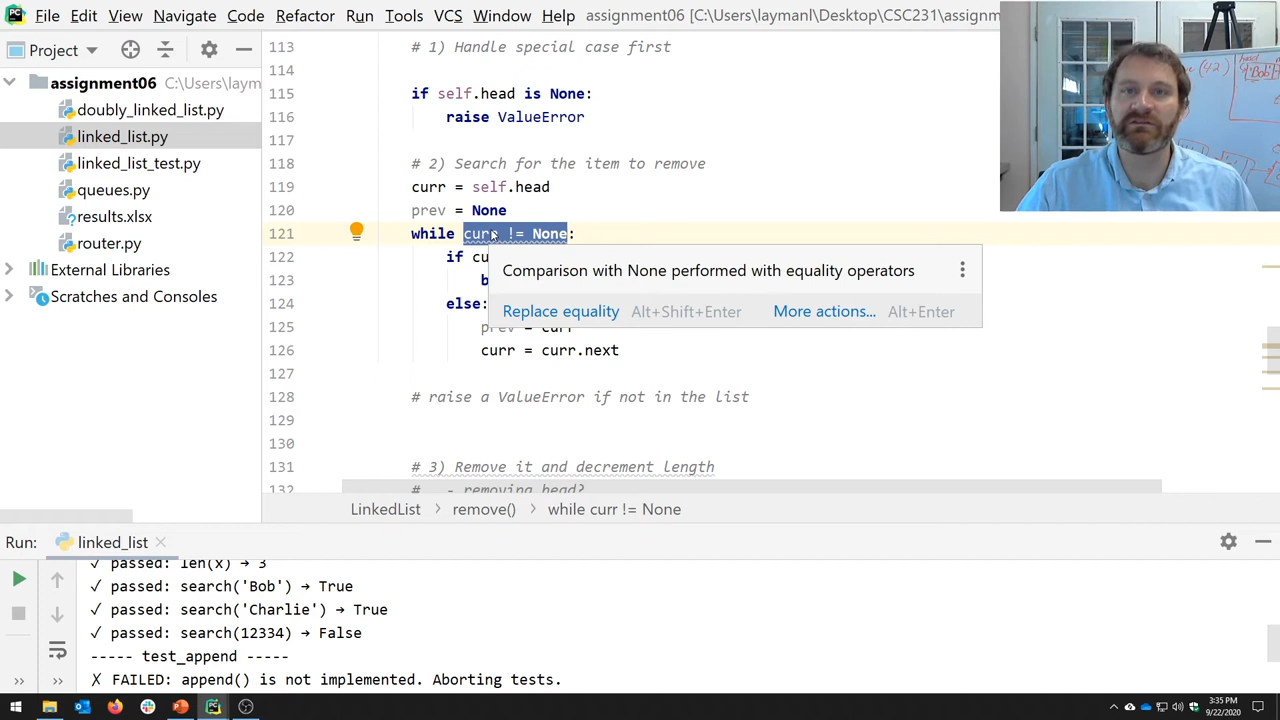 File Edit View Navigate Code Refactor Run Tools VCS Window Help assignment06 [C:\Users\laymanl\Desktop\CSC231\assignm
Project
assignment06 C:\Users\laym
doubly_linked_list.py
linked_list.py
linked_list_test.py
queues.py
results.xlsx
router.py
External Libraries
Scratches and Consoles
113 # 1) Handle special case first
114
115 if self.head is None:
116 raise ValueError
117
118 # 2) Search for the item to remove
119 curr = self.head
120 prev = None
121 while curr != None:
122 if cu
123 b
124 else:
125 prev = curr
126 curr = curr.next
127
128 # raise a ValueError if not in the list
129
130
131 # 3) Remove it and decrement length
132 # - removing head?
Comparison with None performed with equality operators
Replace equality Alt+Shift+Enter More actions... Alt+Enter
LinkedList › remove() › while curr != None
Run: linked_list
✓ passed: len(x) → 3
✓ passed: search('Bob') → True
✓ passed: search('Charlie') → True
✓ passed: search(12334) → False
----- test_append -----
✗ FAILED: append() is not implemented. Aborting tests.
3:35 PM
9/22/2020
(42)
head
'Bob'